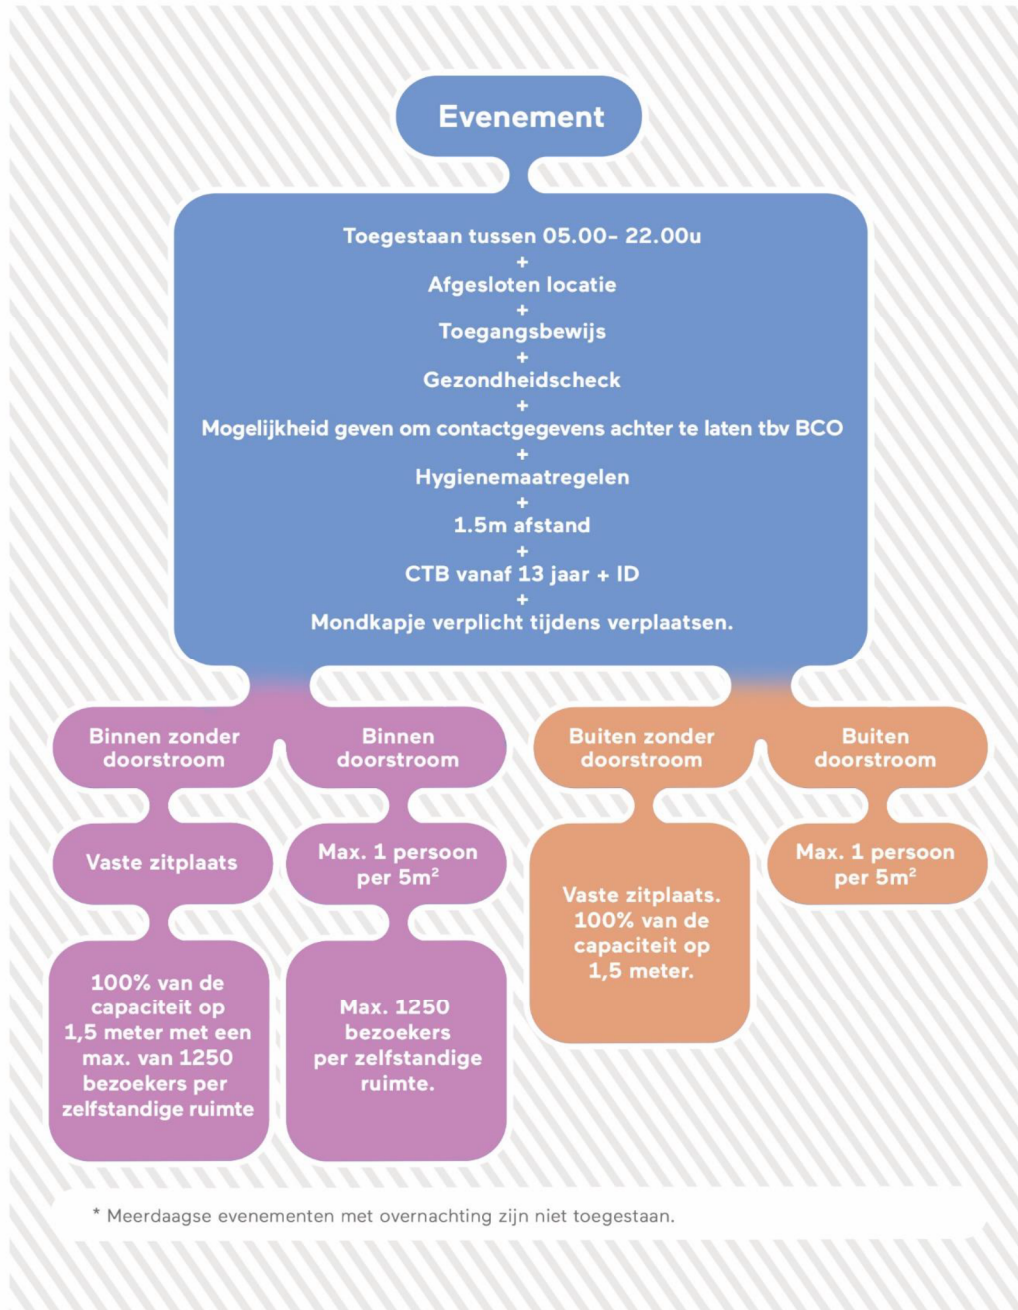 Evenement
Toegestaan tussen 05.00- 22.00u
+
Afgesloten locatie
+
Toegangsbewijs
+
Gezondheidscheck
+
Mogelijkheid geven om contactgegevens achter te laten tbv BCO
+
Hygienemaatregelen
+
1.5m afstand
+
CTB vanaf 13 jaar + ID
+
Mondkapje verplicht tijdens verplaatsen.
Binnen zonder
doorstroom
Vaste zitplaats
100% van de
capaciteit op
1,5 meter met een
max. van 1250
bezoekers per
zelfstandige ruimte
Binnen
doorstroom
Max. 1 persoon
per 5m²
Max. 1250
bezoekers
per zelfstandige
ruimte.
Buiten zonder
doorstroom
Vaste zitplaats.
100% van de
capaciteit op
1,5 meter.
Buiten
doorstroom
Max. 1 persoon
per 5m²
* Meerdaagse evenementen met overnachting zijn niet toegestaan.